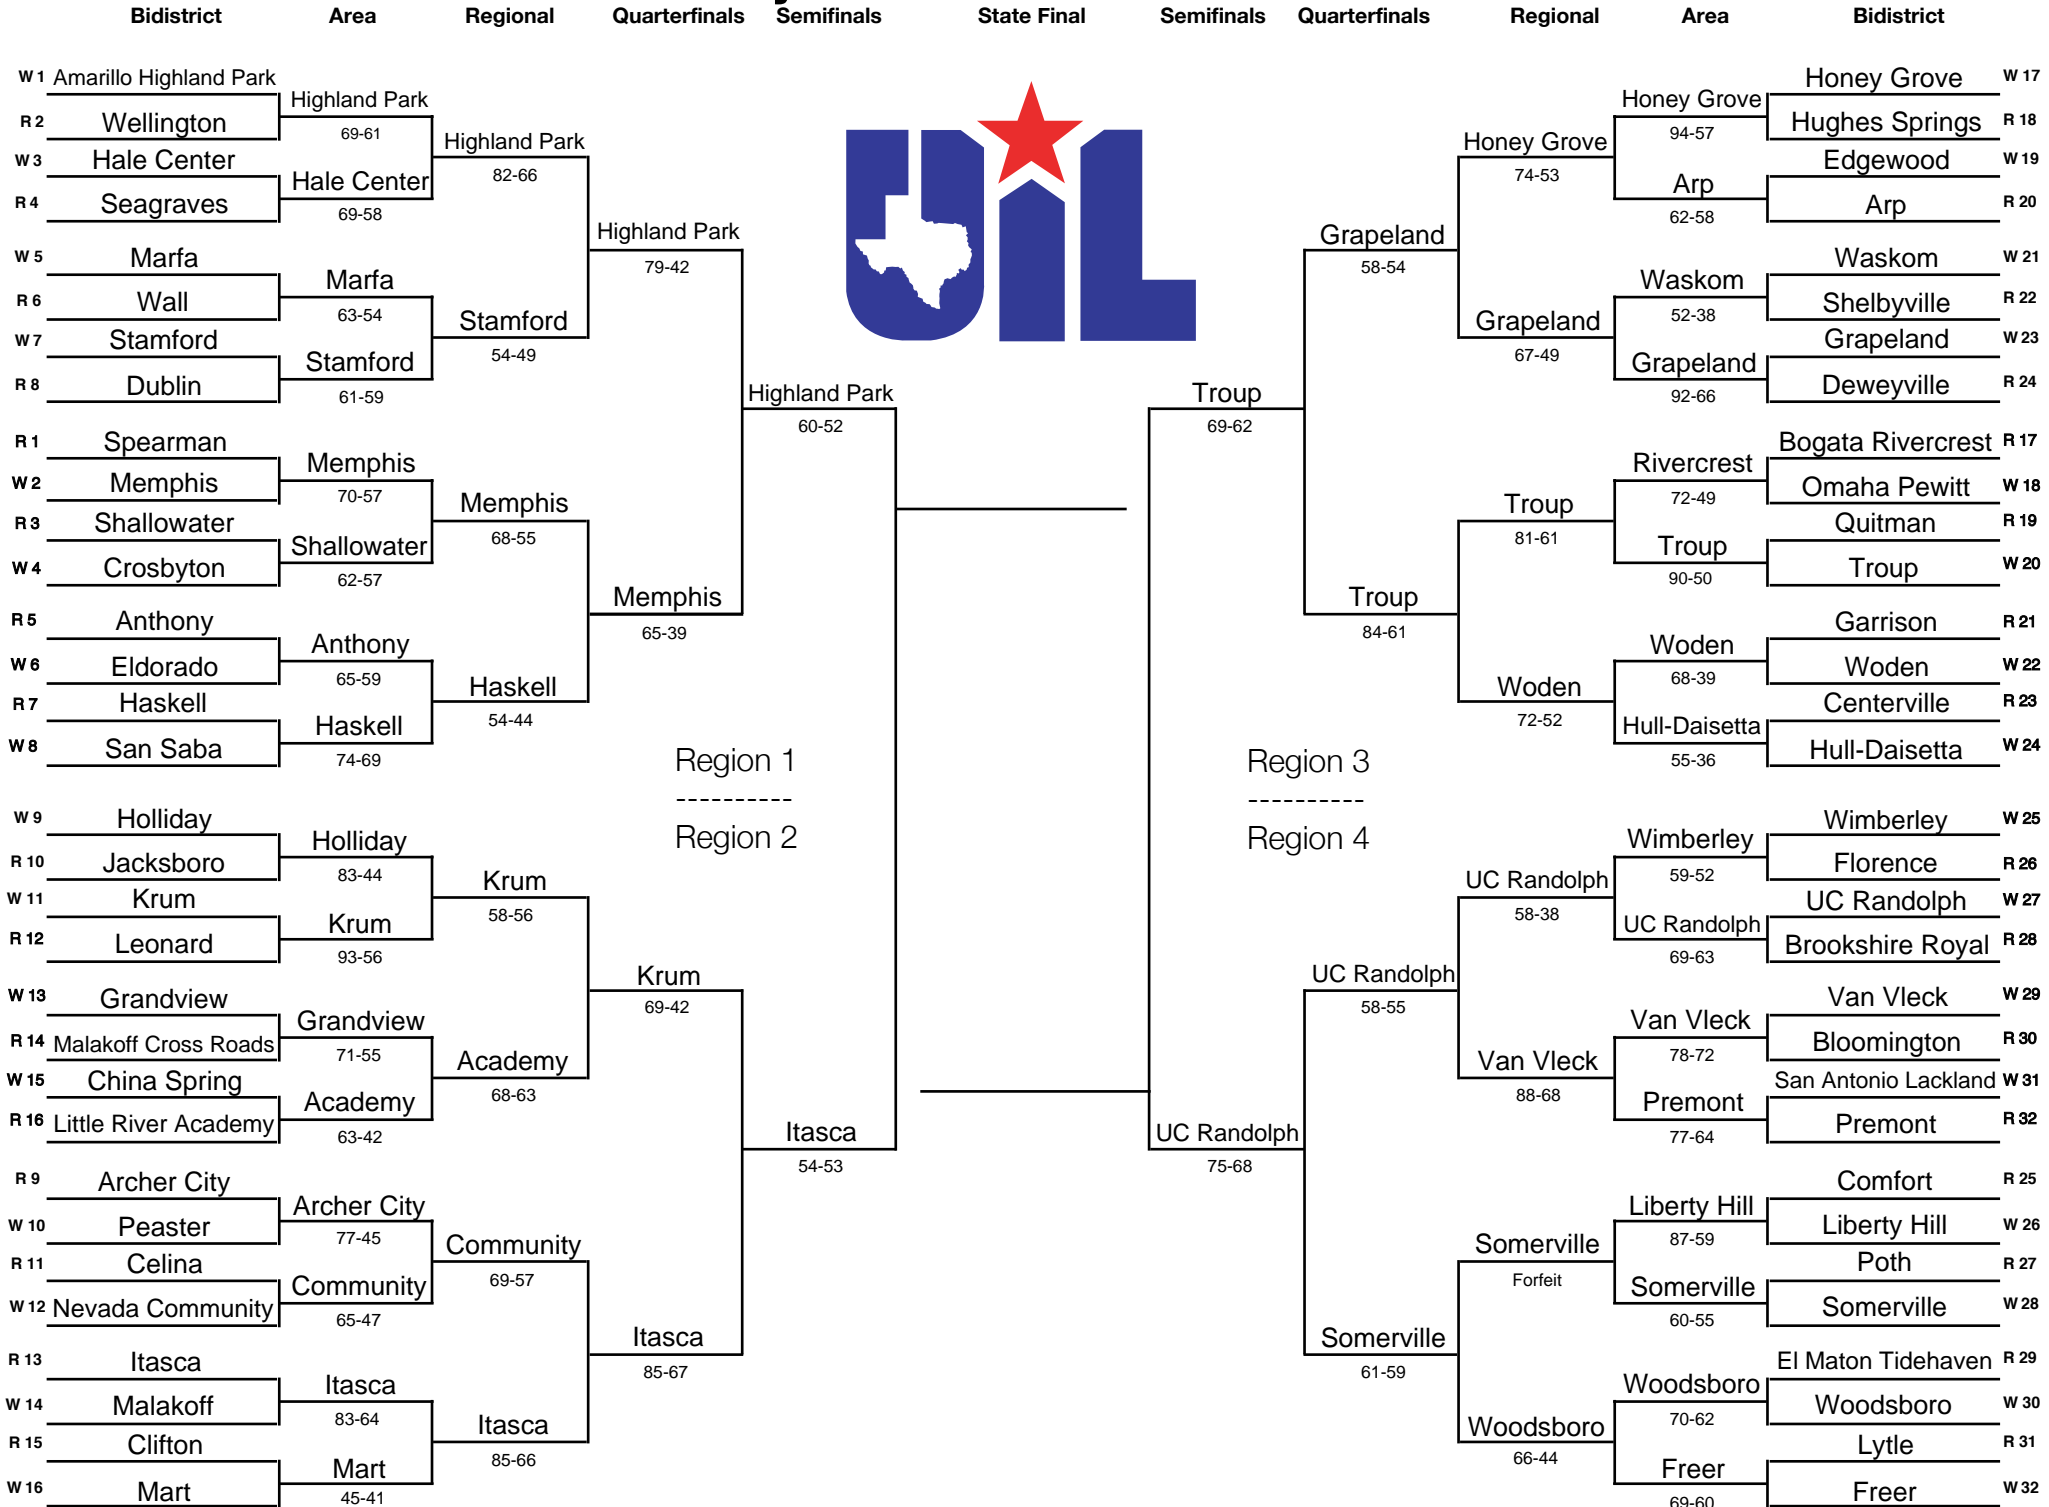 Bidistrict Area Regional Quarterfinals Semifinals State Final Semifinals Quarterfinals Regional Area Bidistrict
W 1 Amarillo Highland Park
Highland Park
R 2 Wellington
69-61
Highland Park
W 3 Hale Center
82-66
Hale Center
R 4 Seagraves
69-58
Highland Park
79-42
W 5 Marfa
Marfa
R 6 Wall
63-54
Stamford
W 7 Stamford
54-49
Stamford
R 8 Dublin
61-59
Highland Park
60-52
R 1 Spearman
Memphis
W 2 Memphis
70-57
Memphis
R 3 Shallowater
68-55
Shallowater
W 4 Crosbyton
62-57
Memphis
65-39
R 5 Anthony
Anthony
W 6 Eldorado
65-59
Haskell
R 7 Haskell
54-44
Haskell
W 8 San Saba
74-69
Region 1
----------
Region 2
W 9 Holliday
Holliday
R 10 Jacksboro
83-44
Krum
W 11 Krum
58-56
Krum
R 12 Leonard
93-56
Krum
69-42
W 13 Grandview
Grandview
R 14 Malakoff Cross Roads
71-55
Academy
W 15 China Spring
68-63
Academy
R 16 Little River Academy
63-42
Itasca
54-53
R 9 Archer City
Archer City
W 10 Peaster
77-45
Community
R 11 Celina
69-57
Community
W 12 Nevada Community
65-47
Itasca
85-67
R 13 Itasca
Itasca
W 14 Malakoff
83-64
Itasca
R 15 Clifton
85-66
Mart
W 16 Mart
45-41
UIL
Honey Grove W 17
Honey Grove
Hughes Springs R 18
94-57
Honey Grove
Edgewood W 19
74-53
Arp
Arp R 20
62-58
Grapeland
58-54
Waskom W 21
Waskom
Shelbyville R 22
52-38
Grapeland
Grapeland W 23
67-49
Grapeland
Deweyville R 24
92-66
Troup
69-62
Bogata Rivercrest R 17
Rivercrest
Omaha Pewitt W 18
72-49
Troup
Quitman R 19
81-61
Troup
Troup W 20
90-50
Troup
84-61
Garrison R 21
Woden
Woden W 22
68-39
Woden
Centerville R 23
72-52
Hull-Daisetta
Hull-Daisetta W 24
55-36
Region 3
----------
Region 4
Wimberley W 25
Wimberley
Florence R 26
59-52
UC Randolph
UC Randolph W 27
58-38
UC Randolph
Brookshire Royal R 28
69-63
UC Randolph
58-55
Van Vleck W 29
Van Vleck
Bloomington R 30
78-72
Van Vleck
San Antonio Lackland W 31
88-68
Premont
Premont R 32
77-64
UC Randolph
75-68
Comfort R 25
Liberty Hill
Liberty Hill W 26
87-59
Somerville
Poth R 27
Forfeit
Somerville
Somerville W 28
60-55
Somerville
61-59
El Maton Tidehaven R 29
Woodsboro
Woodsboro W 30
70-62
Woodsboro
Lytle R 31
66-44
Freer
Freer W 32
69-60